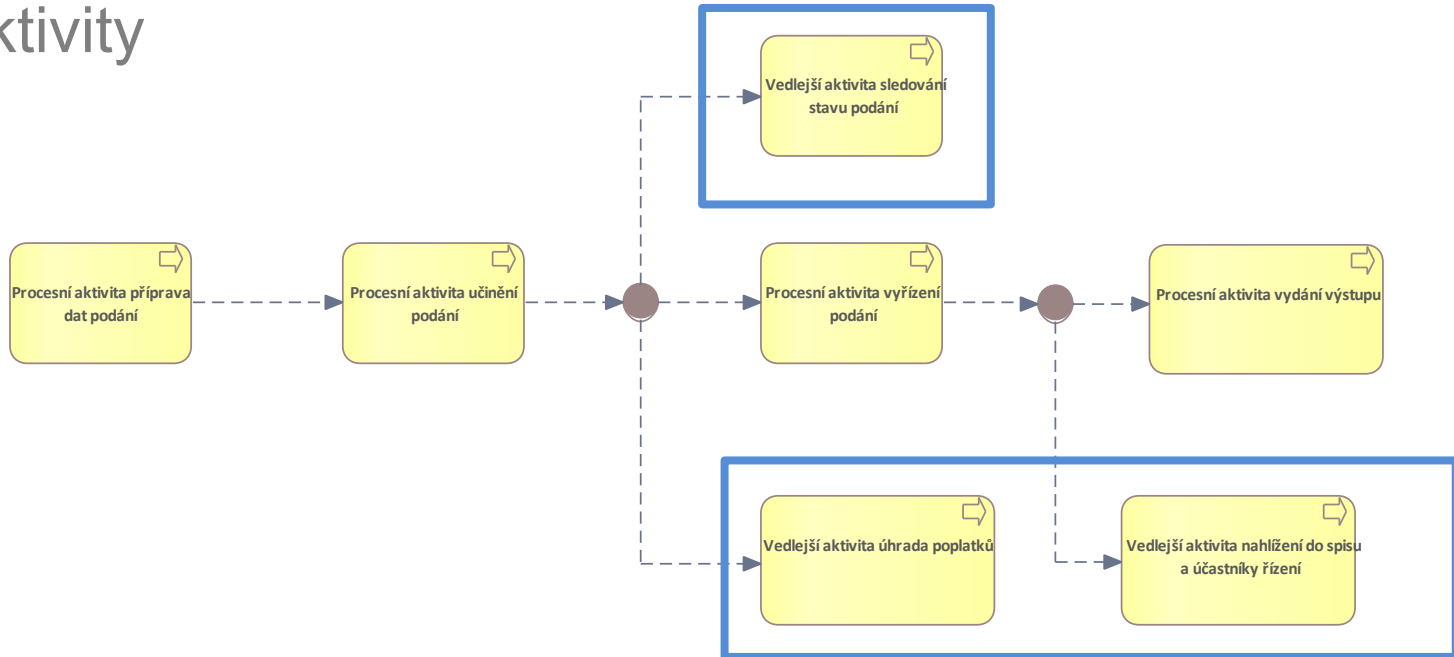 ktivity
Vedlejší aktivita sledování
stavu podání
Procesní aktivita příprava
dat podání
Procesní aktivita učinění
podání
Procesní aktivita vyřízení
podání
Procesní aktivita vydání výstupu
Vedlejší aktivita úhrada poplatků
Vedlejší aktivita nahlížení do spisu
a účastníky řízení